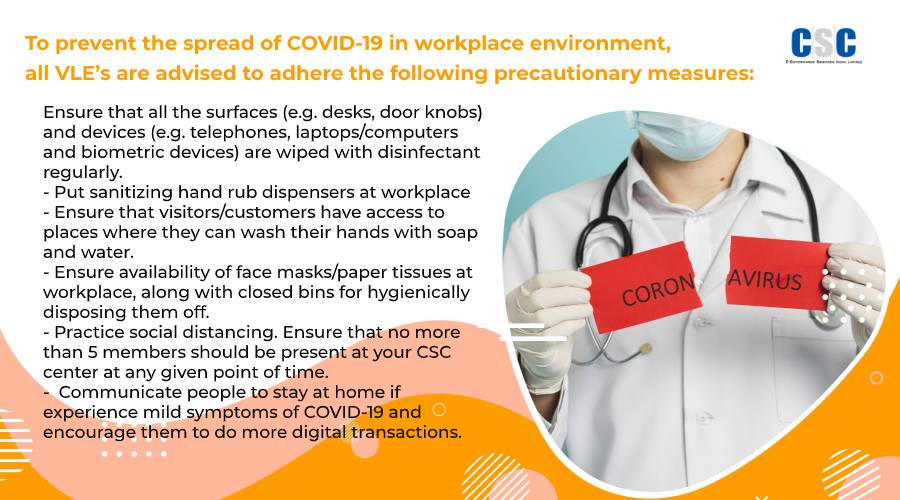 To prevent the spread of COVID-19 in workplace environment,
all VLE's are advised to adhere the following precautionary measures:
CSC
E-Governance Services India Limited
Ensure that all the surfaces (e.g. desks, door knobs)
and devices (e.g. telephones, laptops/computers
and biometric devices) are wiped with disinfectant
regularly.
- Put sanitizing hand rub dispensers at workplace
- Ensure that visitors/customers have access to
places where they can wash their hands with soap
and water.
- Ensure availability of face masks/paper tissues at
workplace, along with closed bins for hygienically
disposing them off.
- Practice social distancing. Ensure that no more
than 5 members should be present at your CSC
center at any given point of time.
-  Communicate people to stay at home if
experience mild symptoms of COVID-19 and
encourage them to do more digital transactions.
CORON AVIRUS